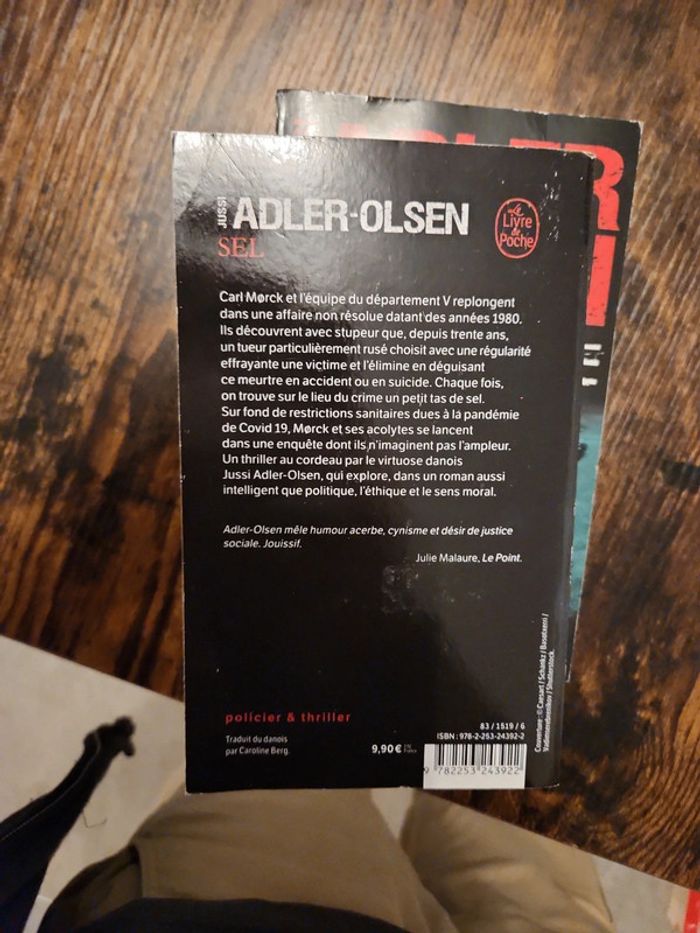 JUSSI
ADLER-OLSEN
SEL
Le
Livre
de
Poche
Carl Mørck et l'équipe du département V replongent
dans une affaire non résolue datant des années 1980.
Ils découvrent avec stupeur que, depuis trente ans,
un tueur particulièrement rusé choisit avec une régularité
effrayante une victime et l'élimine en déguisant
ce meurtre en accident ou en suicide. Chaque fois,
on trouve sur le lieu du crime un petit tas de sel.
Sur fond de restrictions sanitaires dues à la pandémie
de Covid 19, Mørck et ses acolytes se lancent
dans une enquête dont ils n'imaginent pas l'ampleur.
Un thriller au cordeau par le virtuose danois
Jussi Adler-Olsen, qui explore, dans un roman aussi
intelligent que politique, l'éthique et le sens moral.
Adler-Olsen mêle humour acerbe, cynisme et désir de justice
sociale. Jouissif.
Julie Malaure, Le Point.
policier & thriller
Traduit du danois
par Caroline Berg.
9,90 €
83 / 1519 / 6
ISBN : 978-2-253-24392-2
9 782253 243922
Couverture : © Caesart / Schankz /
Shutterstock.
ADLER